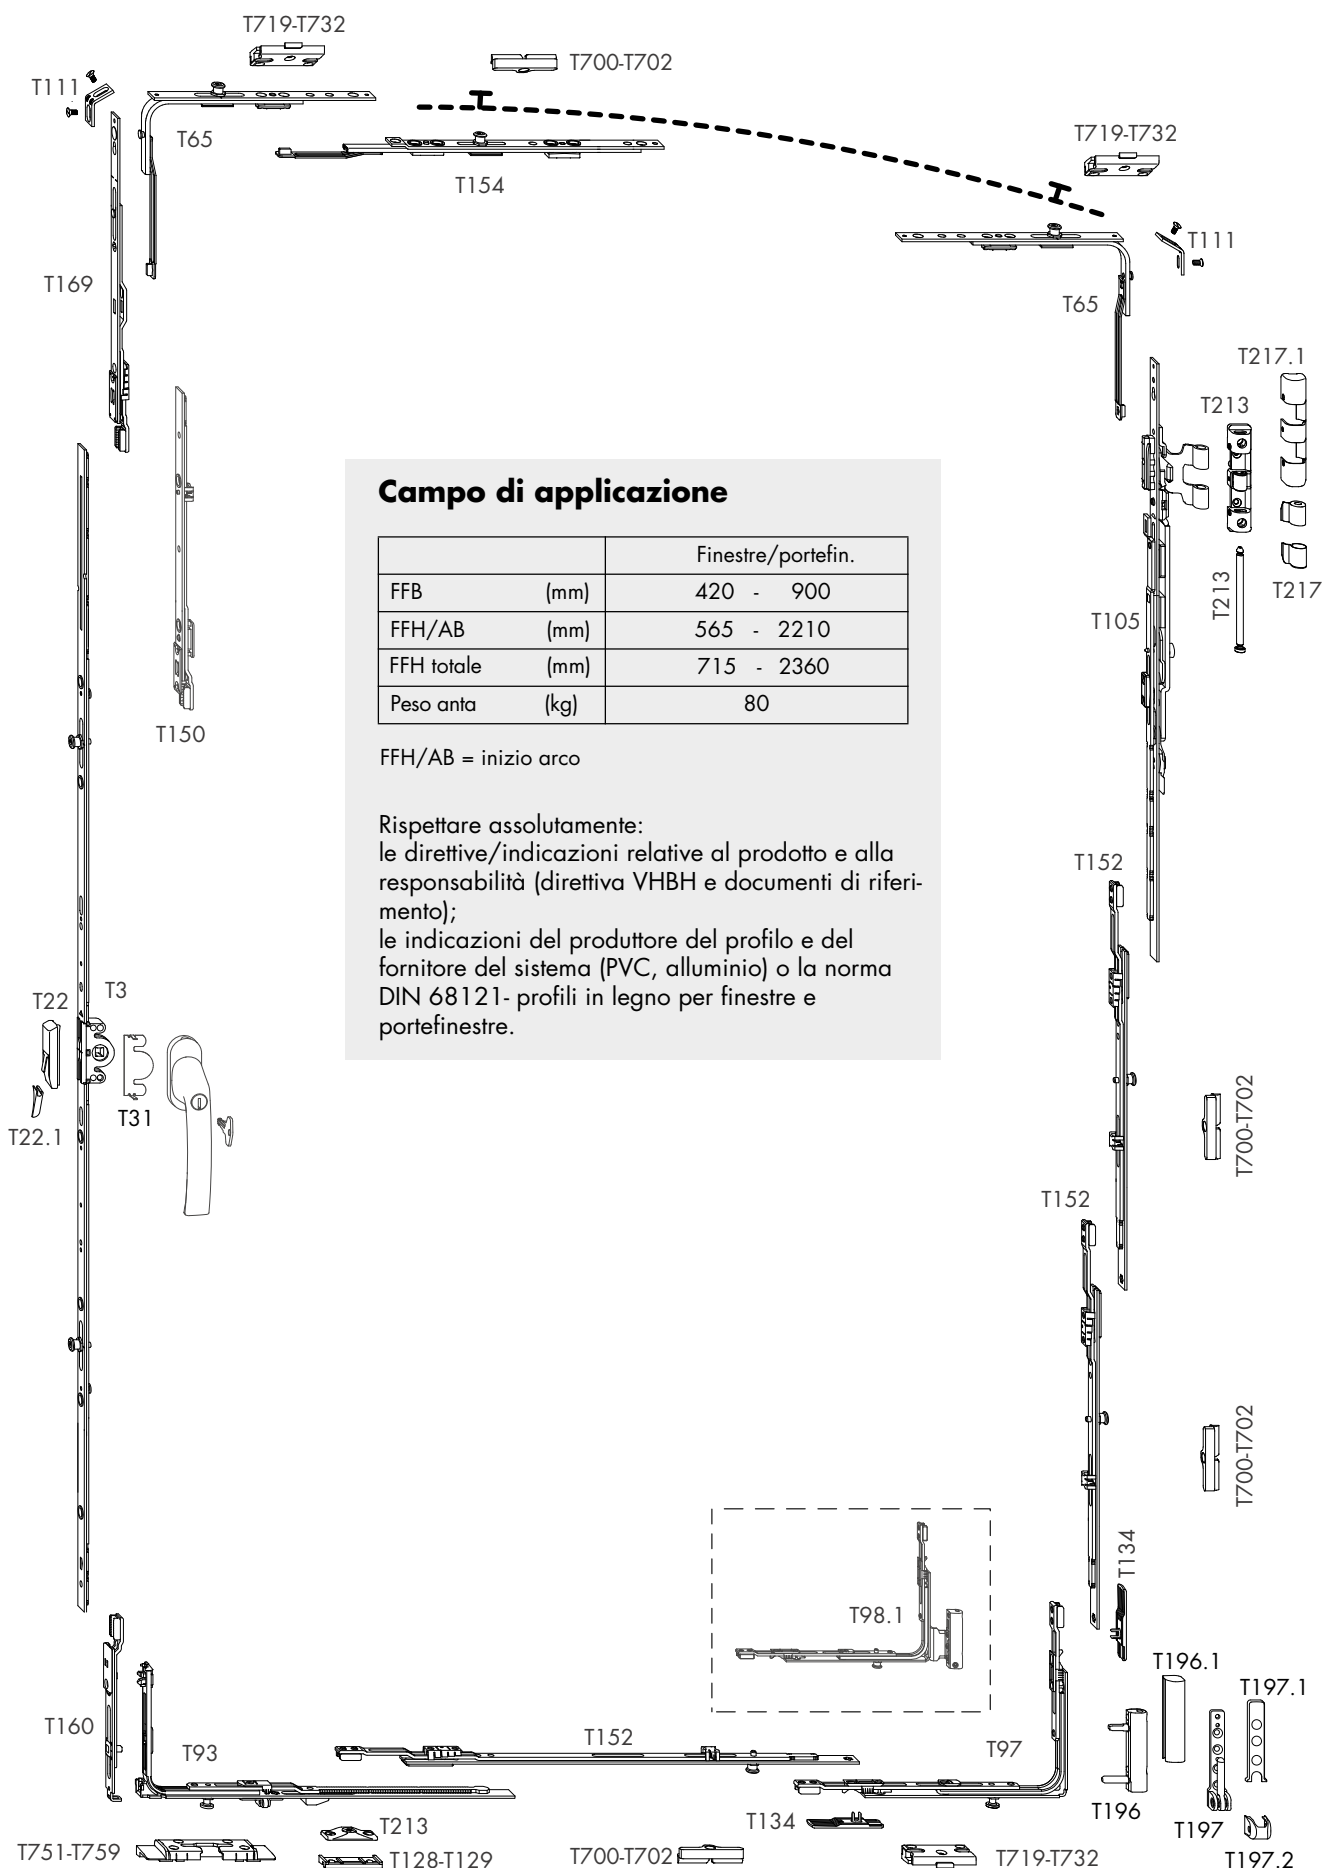 T719-T732
T700-T702
T111
T65
T154
T719-T732
T111
T169
T65
T217.1
T213
T213
T217
T105
T150
Campo di applicazione
Finestre/portefin.
FFB (mm) 420 - 900
FFH/AB (mm) 565 - 2210
FFH totale (mm) 715 - 2360
Peso anta (kg) 80
FFH/AB = inizio arco
Rispettare assolutamente:
le direttive/indicazioni relative al prodotto e alla
responsabilità (direttiva VHBH e documenti di riferi-
mento);
le indicazioni del produttore del profilo e del
fornitore del sistema (PVC, alluminio) o la norma
DIN 68121- profili in legno per finestre e
portefinestre.
T152
T22
T3
T31
T22.1
T700-T702
T152
T700-T702
T134
T98.1
T196.1
T197.1
T160
T93
T152
T97
T196
T197
T197.2
T751-T759
T213
T128-T129
T700-T702
T134
T719-T732